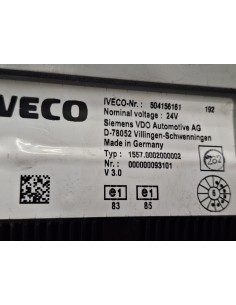 IVECO
IVECO-Nr. : 504156161 192
Nominal voltage : 24V
Siemens VDO Automotive AG
D-78052 Villingen-Schwenningen
Made in Germany
Type : 1557.0002000002
Nr. : 000000093101
V 3.0
e1 e1
83 85